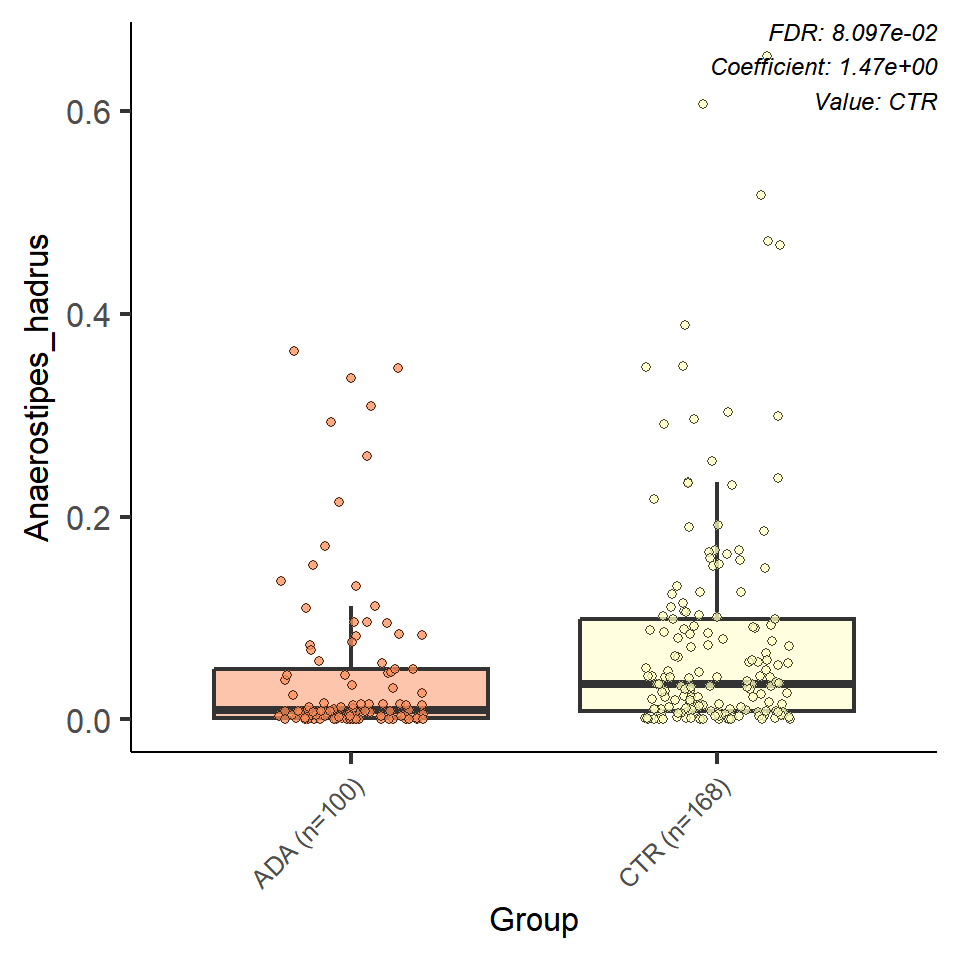 FDR: 8.097e-02
Coefficient: 1.47e+00
Value: CTR
Anaerostipes_hadrus
0.6
0.4
0.2
0.0
ADA (n=100)
CTR (n=168)
Group